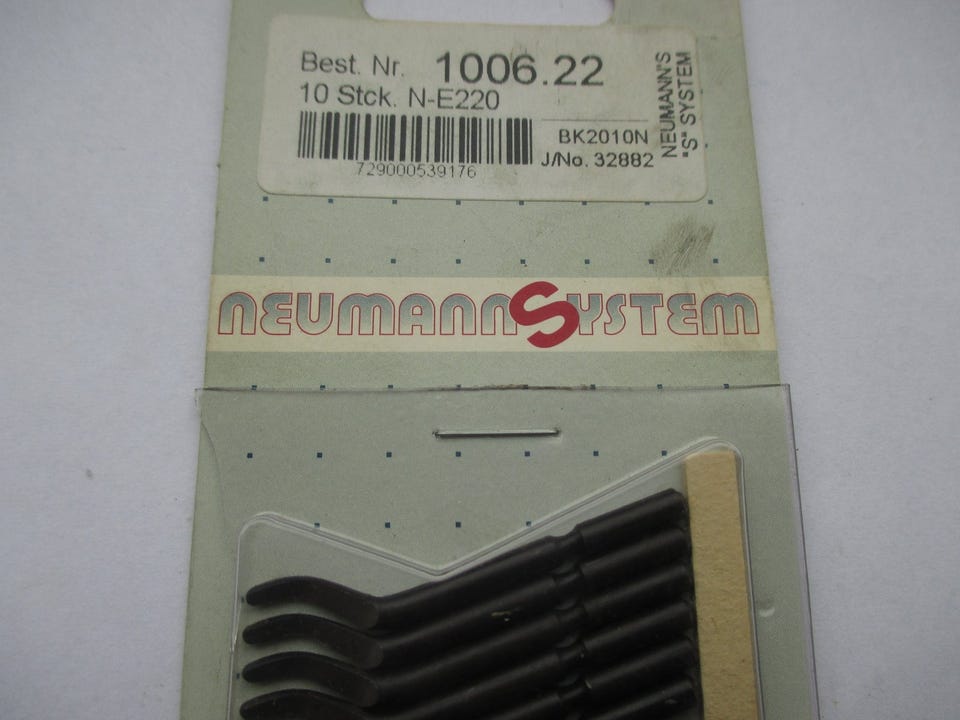 Best. Nr. 1006.22
10 Stck. N-E220
729000539176
BK2010N
J/No. 32882
NEUMANN'S
"S" SYSTEM
NEUMANNSYSTEM